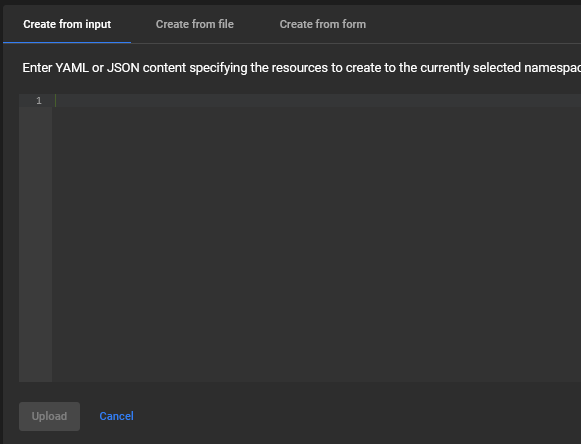 Create from input Create from file Create from form
Enter YAML or JSON content specifying the resources to create to the currently selected
1
Upload Cancel